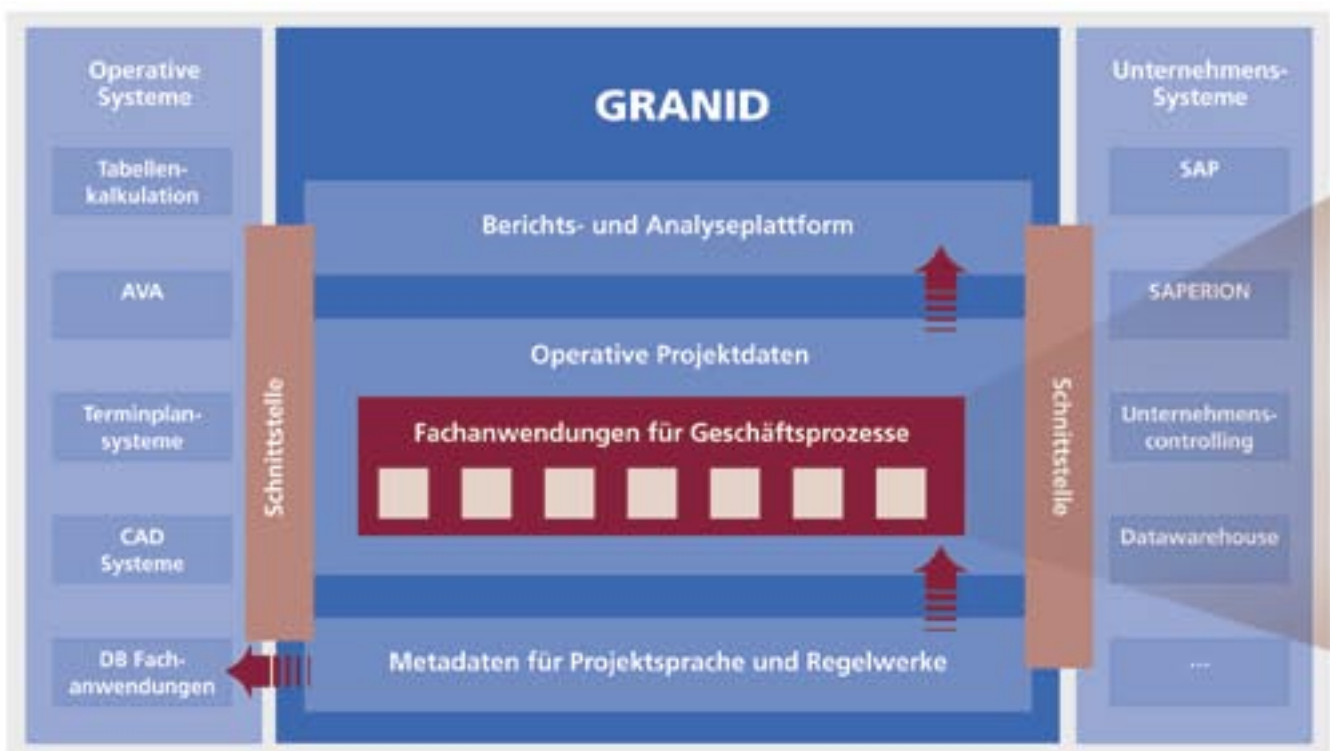 Operative
Systeme
Tabellen-
kalkulation
AVA
Terminplan-
systeme
CAD
Systeme
DB Fach-
anwendungen
Schnittstelle
GRANID
Berichts- und Analyseplattform
Operative Projektdaten
Fachanwendungen für Geschäftsprozesse
Metadaten für Projektsprache und Regelwerke
Schnittstelle
Unternehmens-
Systeme
SAP
SAPERION
Unternehmens-
controlling
Datawarehouse
...